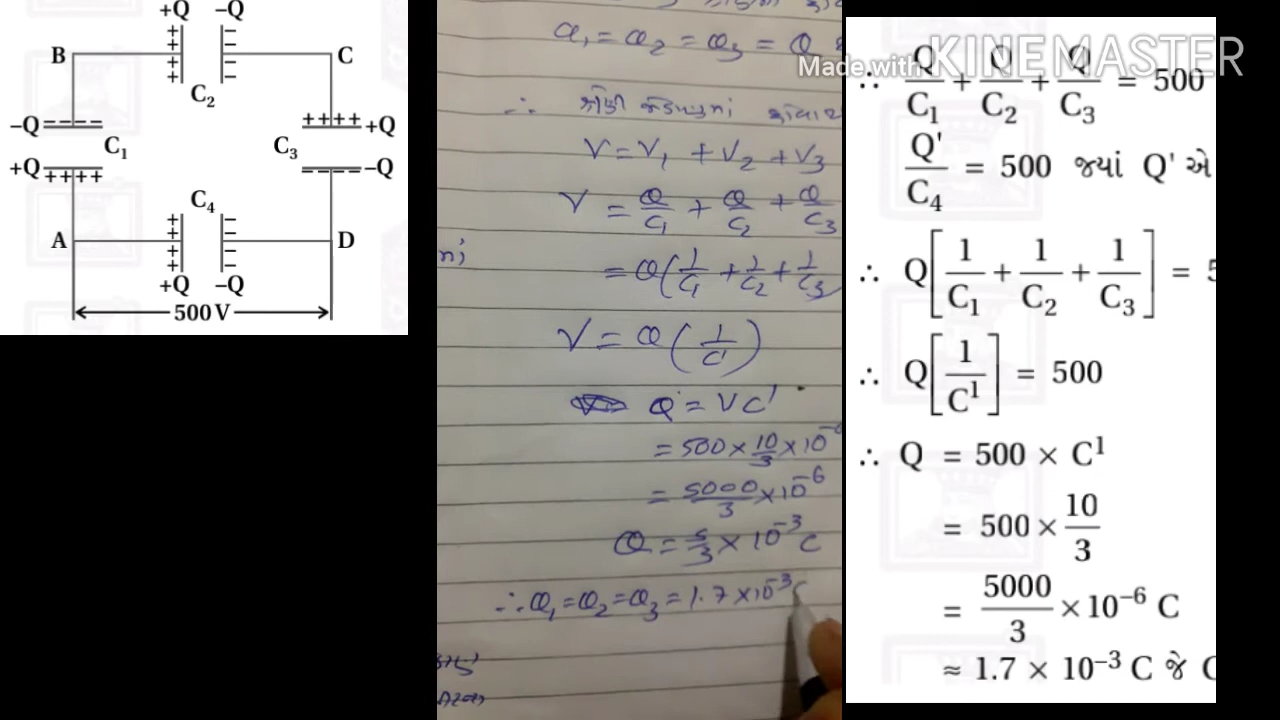 +Q −Q
B C
C₂
−Q C₁ C₃ +Q
+Q −Q
C₄
A D
+Q −Q
500 V
Q₁ = Q₂ = Q₃ = Q
∴
V = V₁ + V₂ + V₃
V = Q/C₁ + Q/C₂ + Q/C₃
= Q(1/C₁ + 1/C₂ + 1/C₃
V = Q(1/C')
Q = VC'
= 500 × 10/3 × 10⁻
= 5000/3 × 10⁻⁶
Q = 5/3 × 10⁻³ C
∴ Q₁ = Q₂ = Q₃ = 1.7 × 10⁻³
Made with KINEMASTER
∴ Q/C₁ + Q/C₂ + Q/C₃ = 500
Q'/C₄ = 500 જ્યાં Q' એ
∴ Q[1/C₁ + 1/C₂ + 1/C₃] = 5
∴ Q[1/C¹] = 500
∴ Q = 500 × C¹
= 500 × 10/3
= 5000/3 × 10⁻⁶ C
≈ 1.7 × 10⁻³ C જે